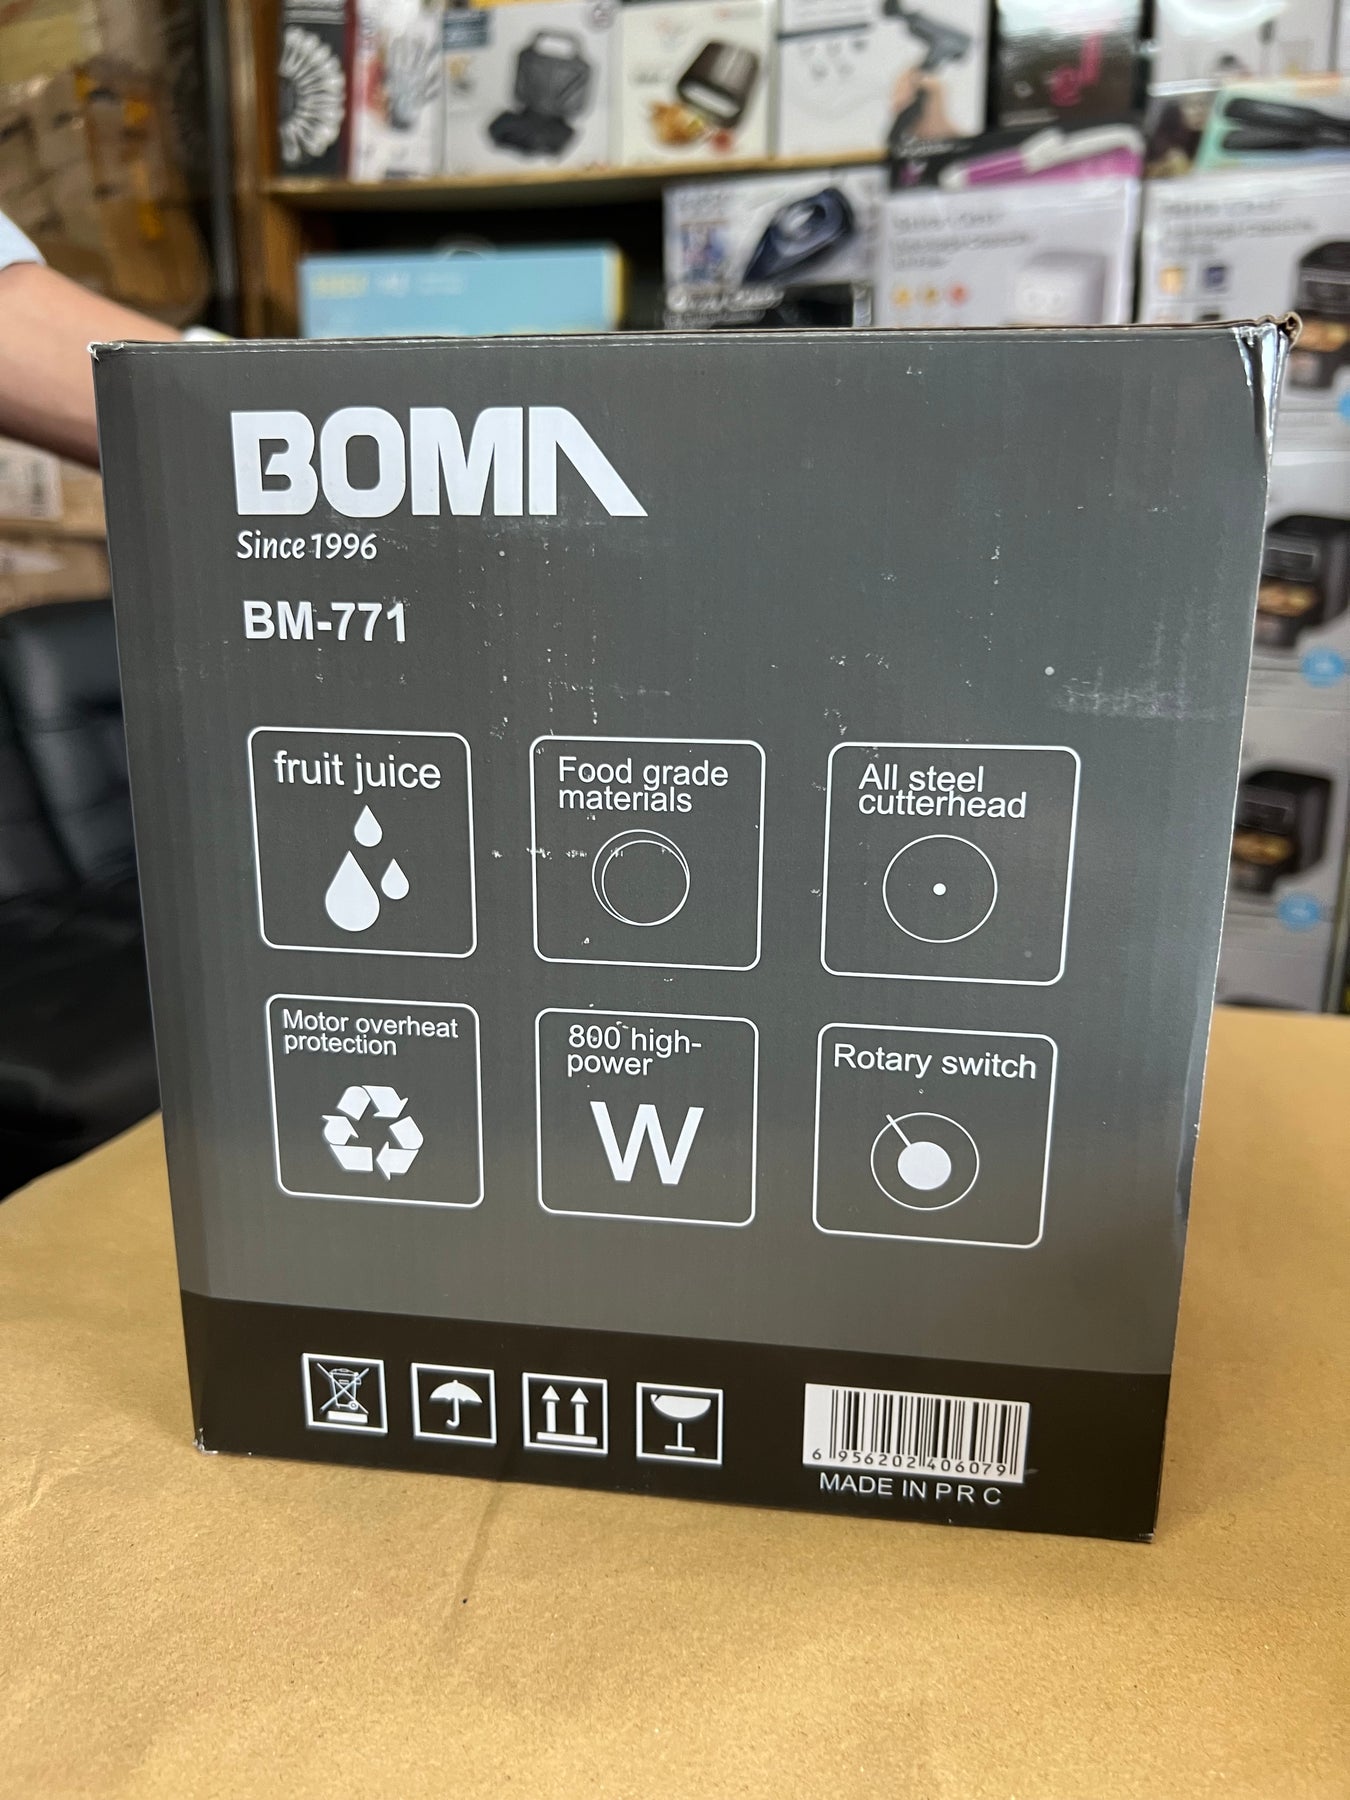 BOMA
Since 1996
BM-771
fruit juice
Food grade
materials
All steel
cutterhead
Motor overheat
protection
800 high-
power
W
Rotary switch
6 956202 406079
MADE IN P R C